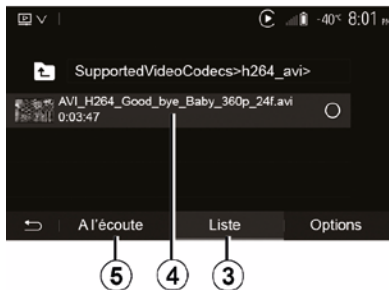 -40°C 8:01
SupportedVideoCodecs>h264_avi>
AVI_H264_Good_bye_Baby_360p_24f.avi
0:03:47
A l'écoute
Liste
Options
5
4
3